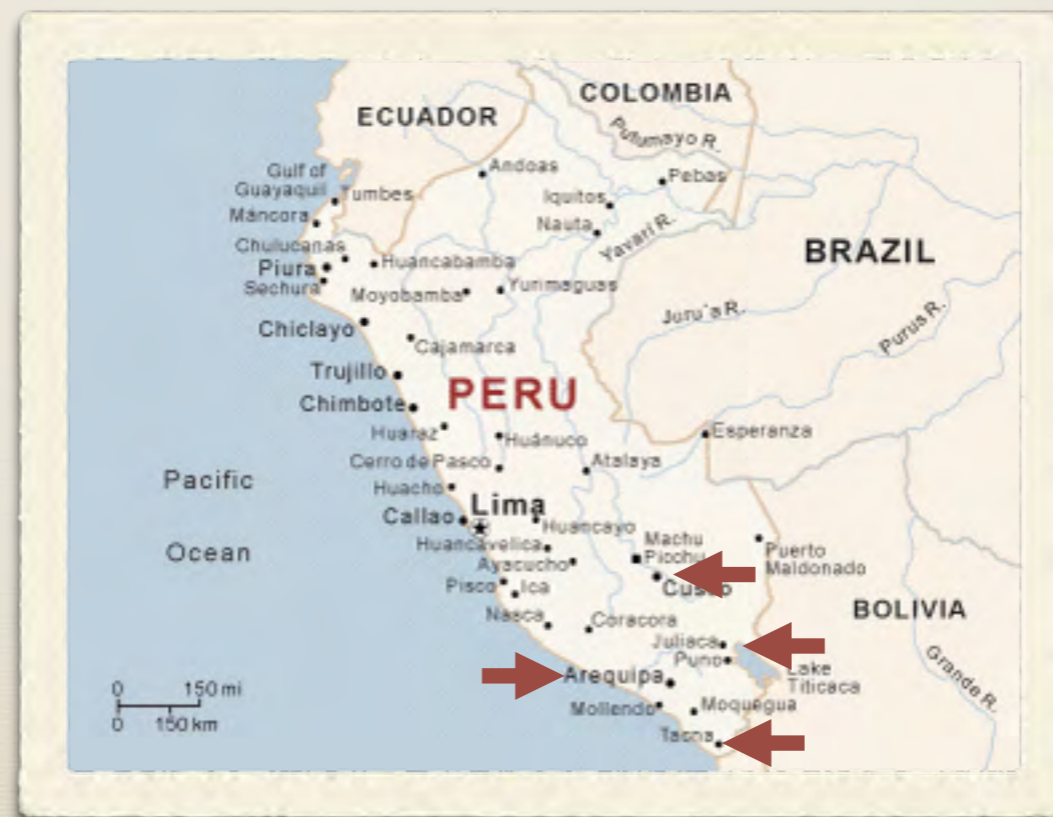 COLOMBIA
ECUADOR
Putumayo R.
Andoas
Gulf of
Guayaquil
Pebas
Tumbes
Iquitos
Máncora
Nauta
Yavari R.
Chulucanas
BRAZIL
Piura
Huancabamba
Sechura
Moyobamba
Yurimaguas
Juru´a R.
Purus R.
Chiclayo
Cajamarca
Trujillo
PERU
Chimbote
Huaraz
Huánuco
Esperanza
Cerro de Pasco
Atalaya
Pacific
Ocean
Huacho
Lima
Callao
Huancayo
Huancavelica
Machu
Picchu
Puerto
Maldonado
Ayacucho
Pisco
Ica
BOLIVIA
Nasca
Coracora
Juliaca
Puno
Lake
Titicaca
Grande R.
Arequipa
0 150 mi
0 150 km
Mollendo
Moquegua
Tacna